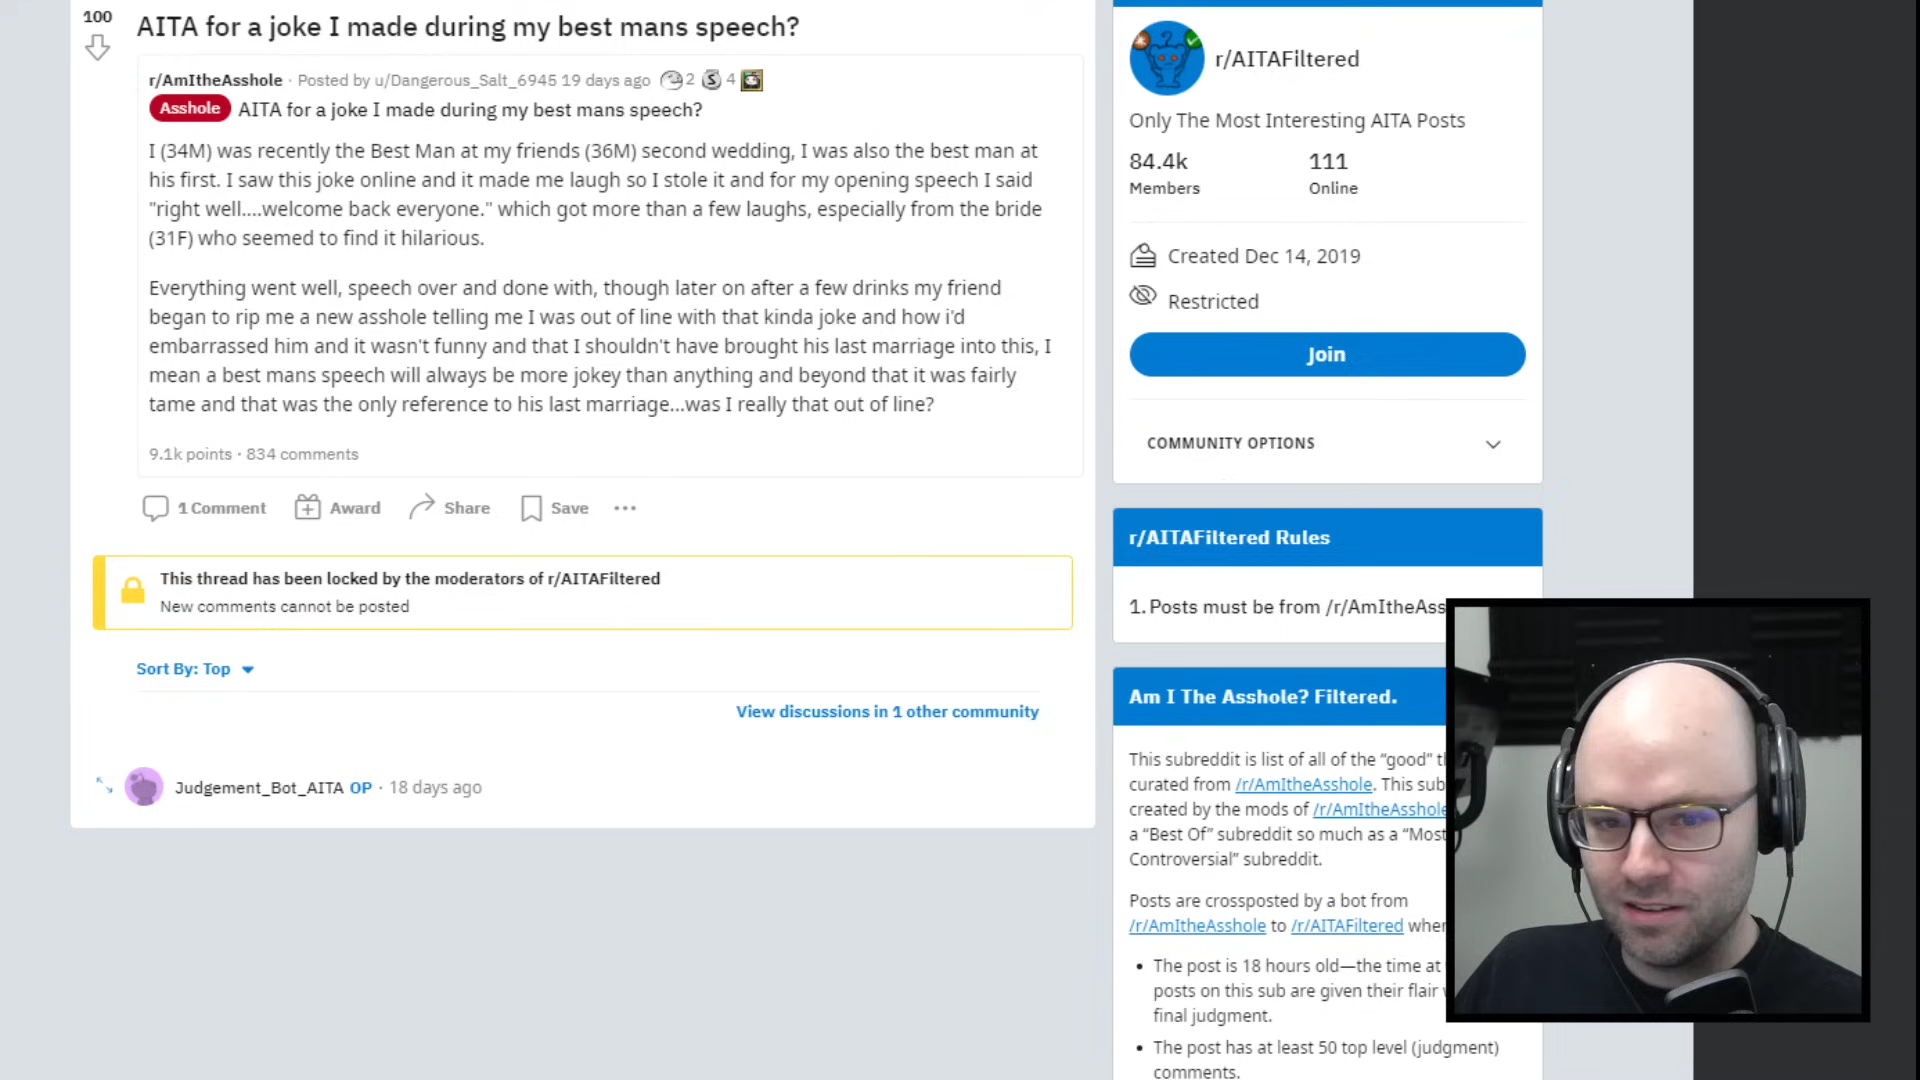 100
AITA for a joke I made during my best mans speech?
r/AmItheAsshole · Posted by u/Dangerous_Salt_6945 19 days ago 2 4
Asshole AITA for a joke I made during my best mans speech?
I (34M) was recently the Best Man at my friends (36M) second wedding, I was also the best man at
his first. I saw this joke online and it made me laugh so I stole it and for my opening speech I said
"right well....welcome back everyone." which got more than a few laughs, especially from the bride
(31F) who seemed to find it hilarious.
Everything went well, speech over and done with, though later on after a few drinks my friend
began to rip me a new asshole telling me I was out of line with that kinda joke and how i'd
embarrassed him and it wasn't funny and that I shouldn't have brought his last marriage into this, I
mean a best mans speech will always be more jokey than anything and beyond that it was fairly
tame and that was the only reference to his last marriage...was I really that out of line?
9.1k points · 834 comments
1 Comment Award Share Save ...
This thread has been locked by the moderators of r/AITAFiltered
New comments cannot be posted
Sort By: Top
View discussions in 1 other community
Judgement_Bot_AITA OP · 18 days ago
r/AITAFiltered
Only The Most Interesting AITA Posts
84.4k 111
Members Online
Created Dec 14, 2019
Restricted
Join
COMMUNITY OPTIONS
r/AITAFiltered Rules
1. Posts must be from /r/AmItheAss
Am I The Asshole? Filtered.
This subreddit is list of all of the “good” t
curated from /r/AmItheAsshole. This sub
created by the mods of /r/AmItheAsshole
a “Best Of” subreddit so much as a “Most
Controversial” subreddit.
Posts are crossposted by a bot from
/r/AmItheAsshole to /r/AITAFiltered when
• The post is 18 hours old—the time at
posts on this sub are given their flair
final judgment.
• The post has at least 50 top level (judgment)
comments.